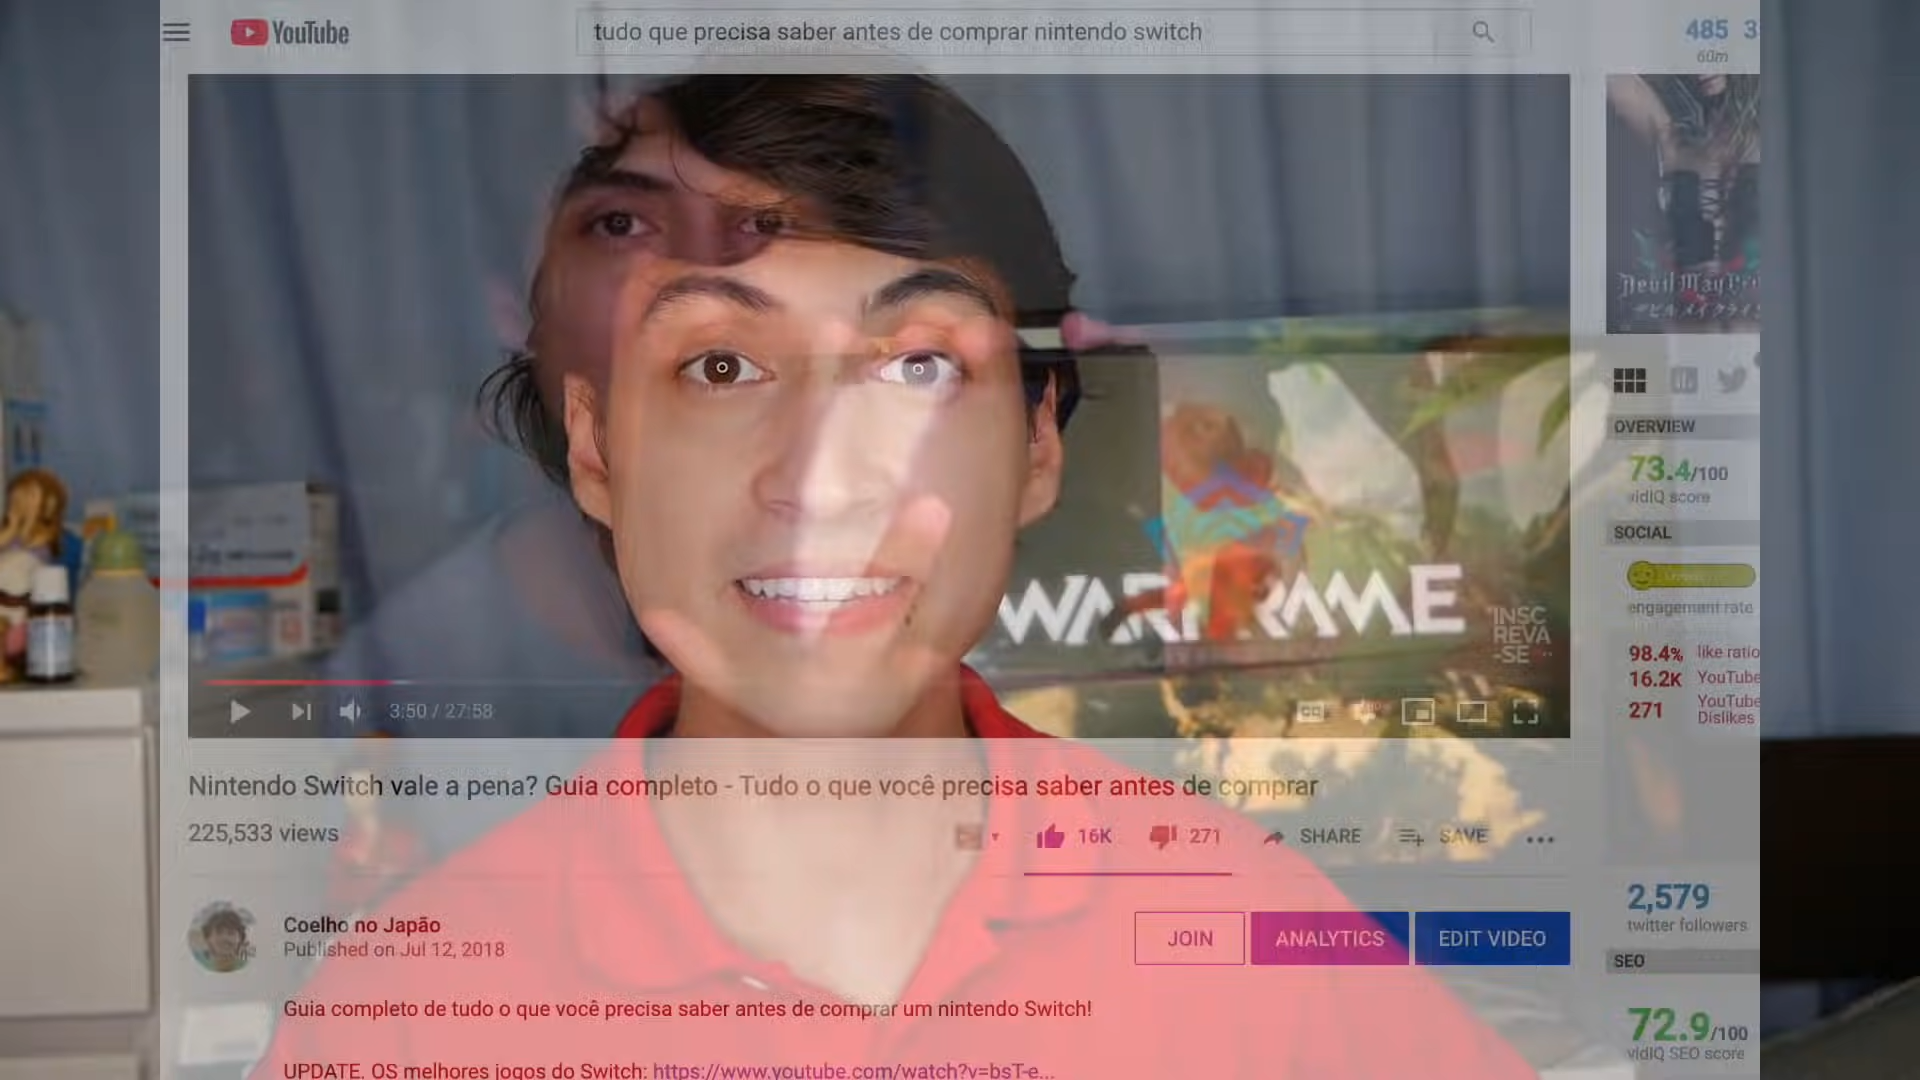 YouTube
tudo que precisa saber antes de comprar nintendo switch
485
60m
OVERVIEW
73.4/100
vidIQ score
SOCIAL
engagement rate
98.4% like ratio
16.2K YouTube
271 YouTube
Dislikes
WARFRAME
INSC
REVA
-SE
3:50 / 27:58
Nintendo Switch vale a pena? Guia completo - Tudo o que você precisa saber antes de comprar
225,533 views
16K
271
SHARE
SAVE
Coelho no Japão
Published on Jul 12, 2018
JOIN
ANALYTICS
EDIT VIDEO
2,579
twitter followers
SEO
72.9/100
vidIQ SEO score
Guia completo de tudo o que você precisa saber antes de comprar um nintendo Switch!
UPDATE. OS melhores jogos do Switch: https://www.youtube.com/watch?v=bsT-e...